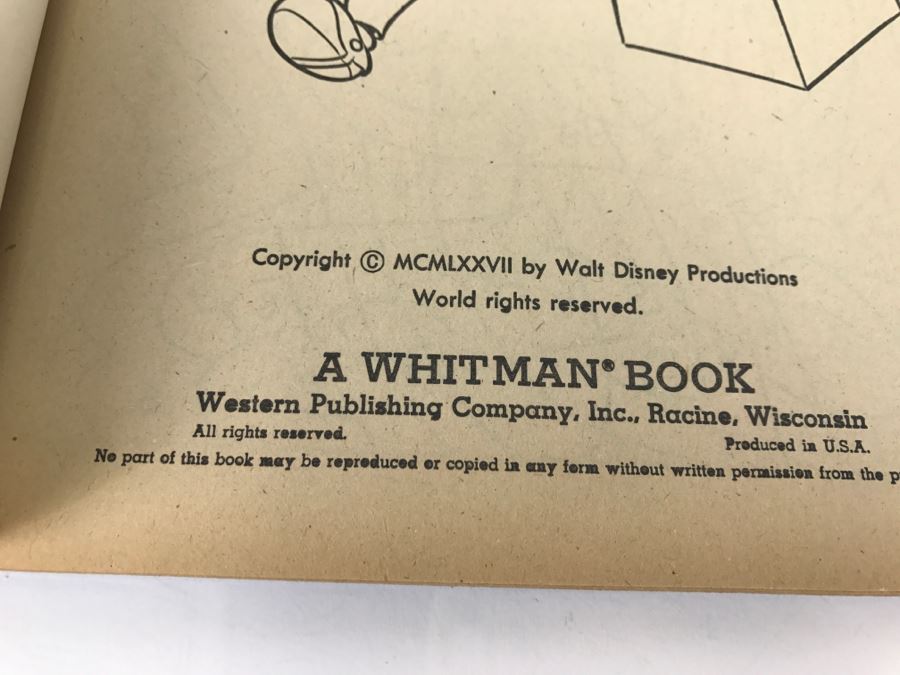 Copyright © MCMLXXVII by Walt Disney Productions
World rights reserved.
A WHITMAN® BOOK
Western Publishing Company, Inc., Racine, Wisconsin
All rights reserved. Produced in U.S.A.
No part of this book may be reproduced or copied in any form without written permission from the